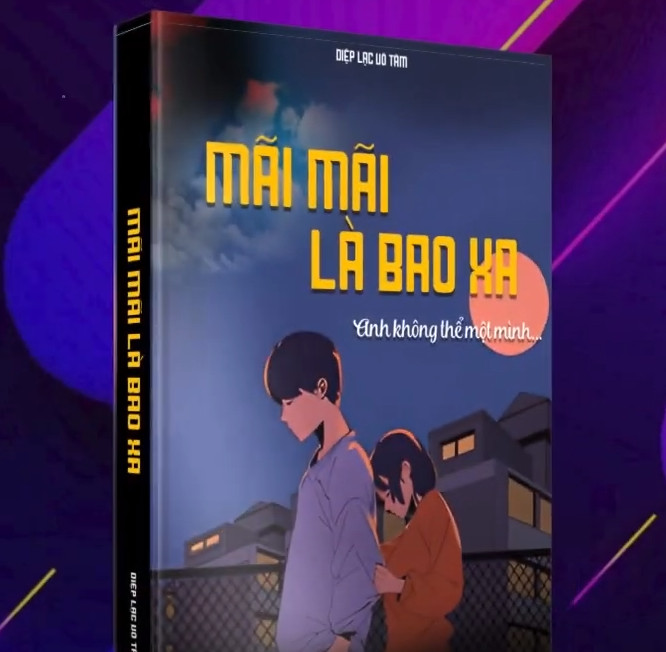 DIỆP LẠC VÔ TÂM
MÃI MÃI
LÀ BAO XA
Anh không thể một mình...
MÃI MÃI LÀ BAO XA
DIỆP LẠC VÔ TÂ